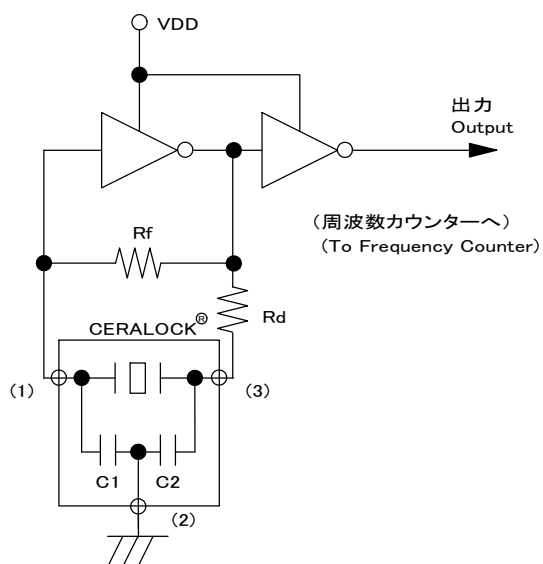 VDD
出力
Output
(周波数カウンターへ)
(To Frequency Counter)
Rf
Rd
CERALOCK®
(1)
(3)
C1
C2
(2)